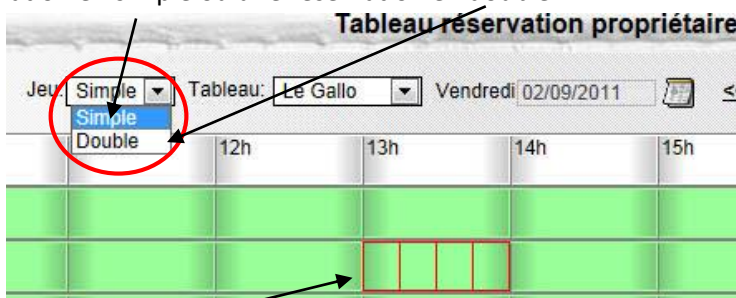 Tableau réservation propriétaire
Jeu: Simple Tableau: Le Gallo Vendredi 02/09/2011
Simple
Double
12h 13h 14h 15h